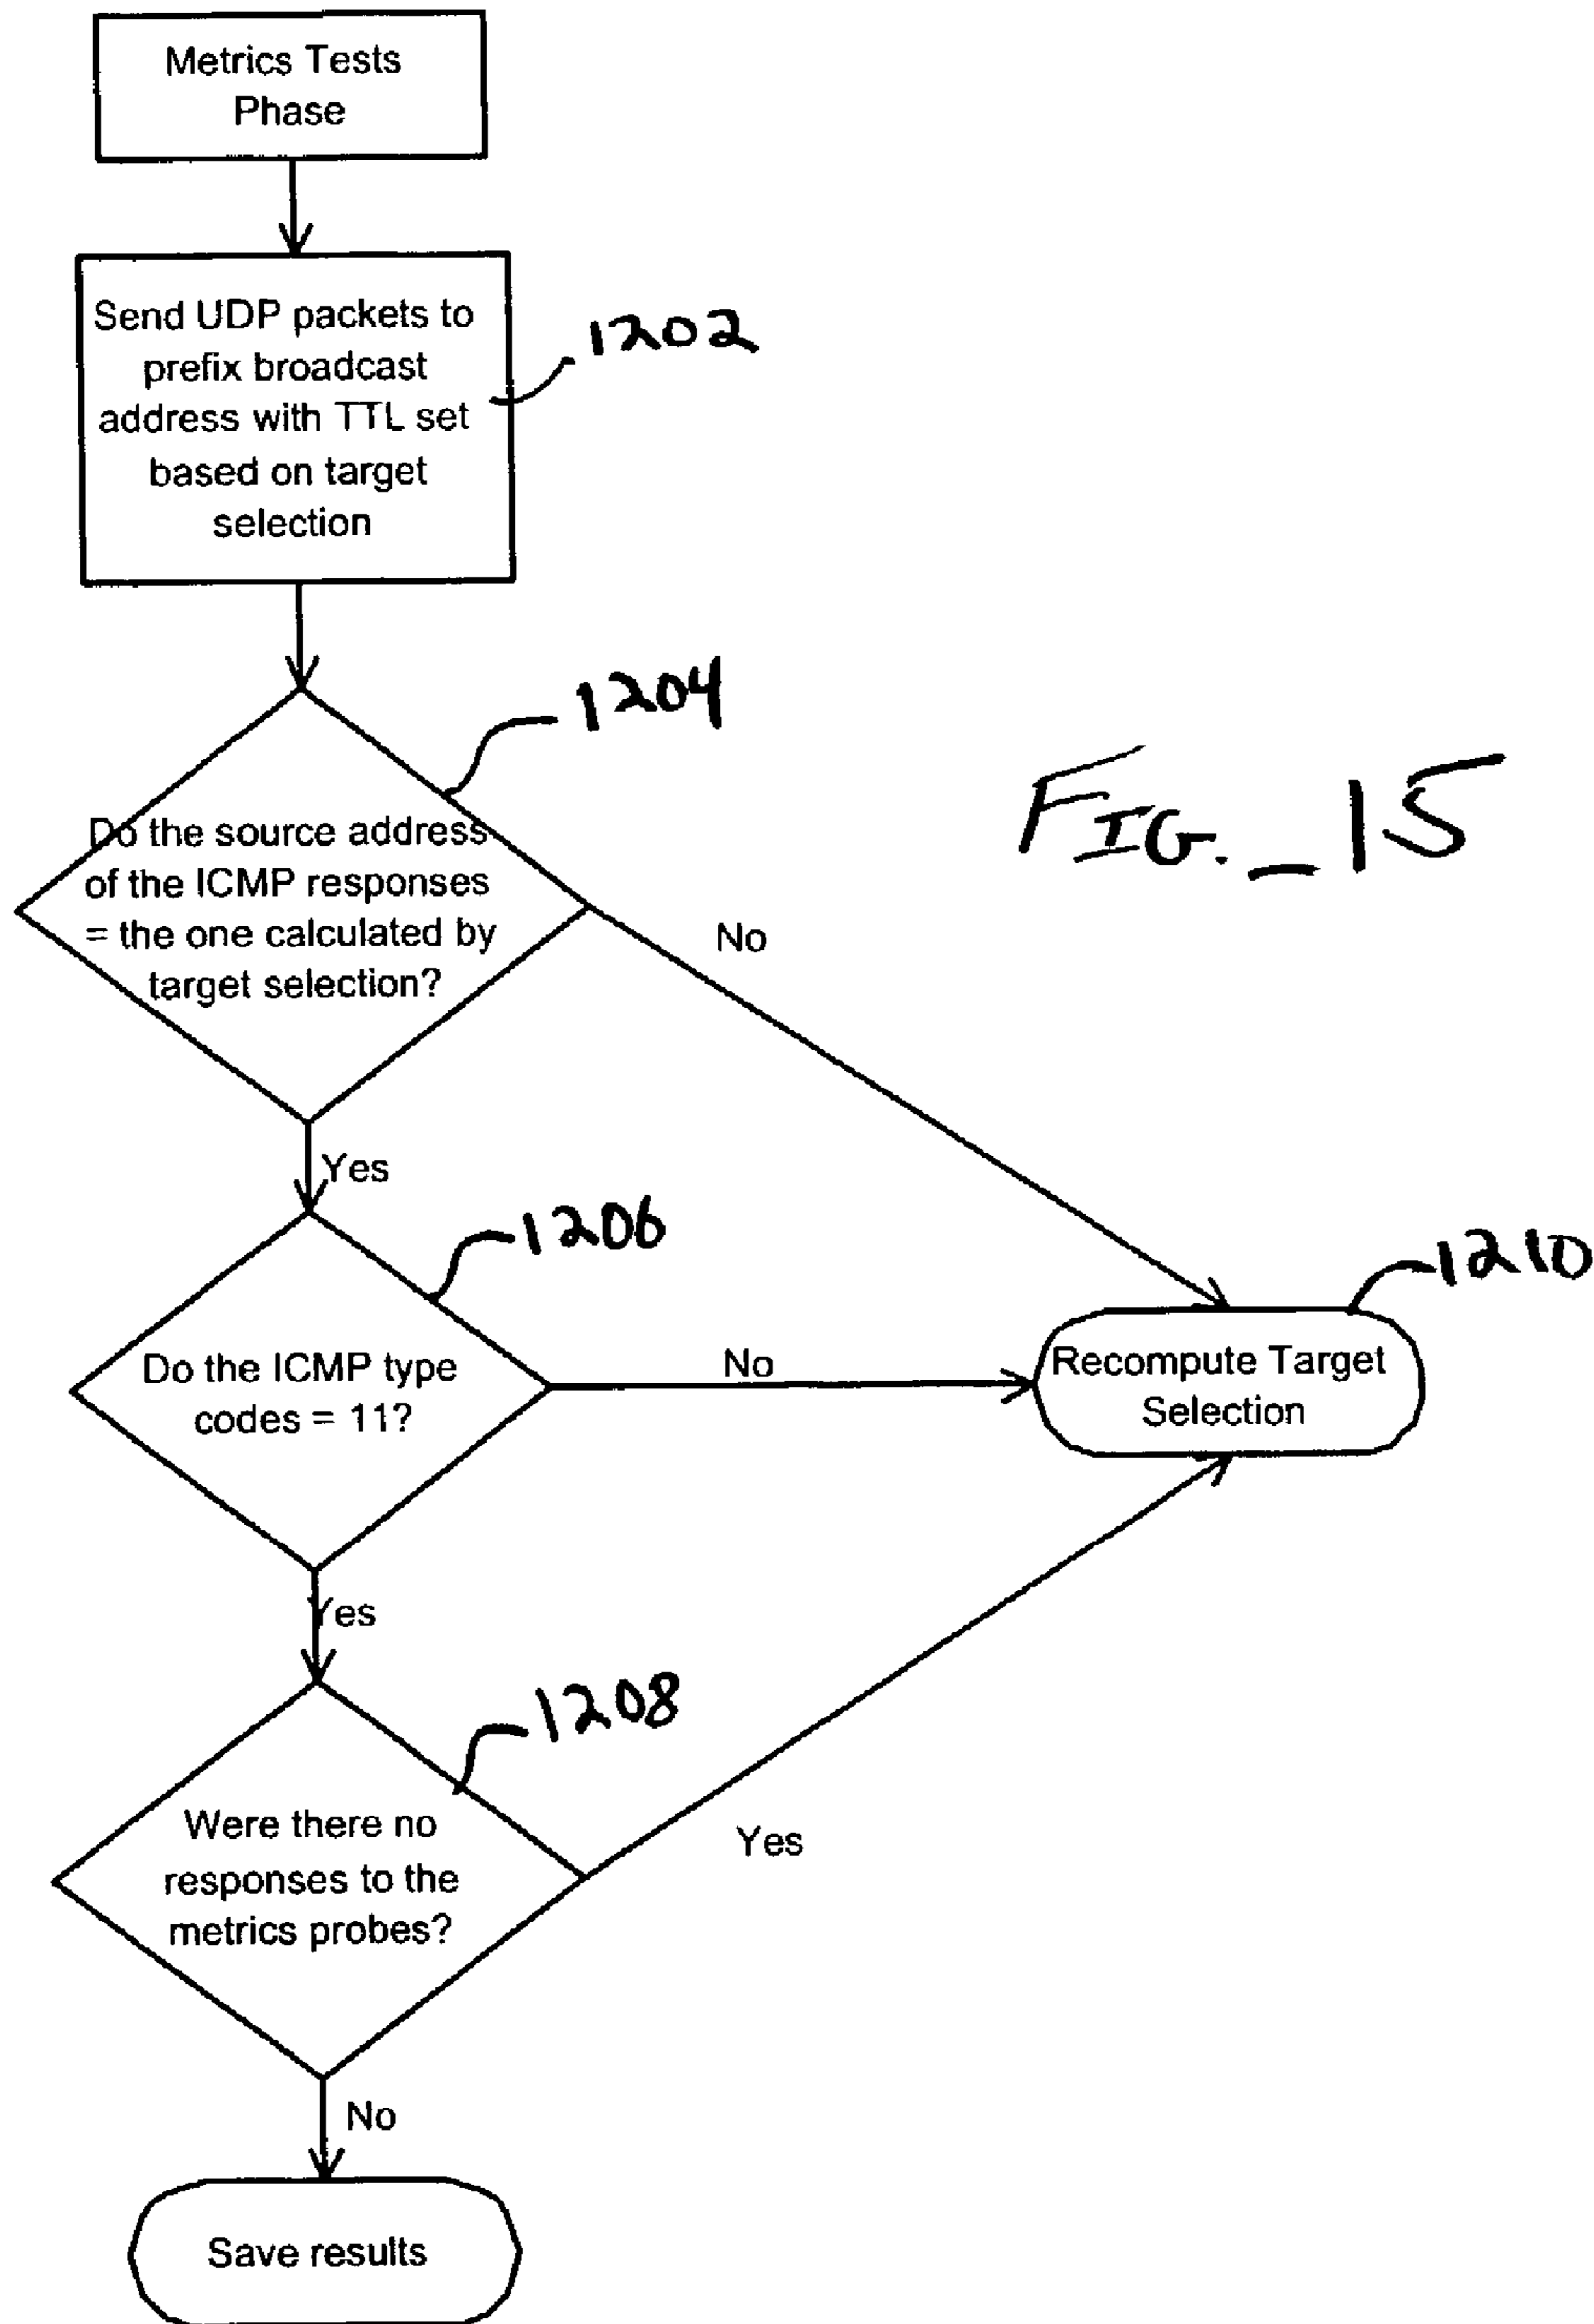 Metrics Tests
Phase
Send UDP packets to
prefix broadcast
address with TTL set
based on target
selection
1202
1204
Do the source address
of the ICMP responses
= the one calculated by
target selection?
No
FIG._15
Yes
1206
Do the ICMP type
codes = 11?
No
1210
Recompute Target
Selection
Yes
1208
Were there no
responses to the
metrics probes?
Yes
No
Save results